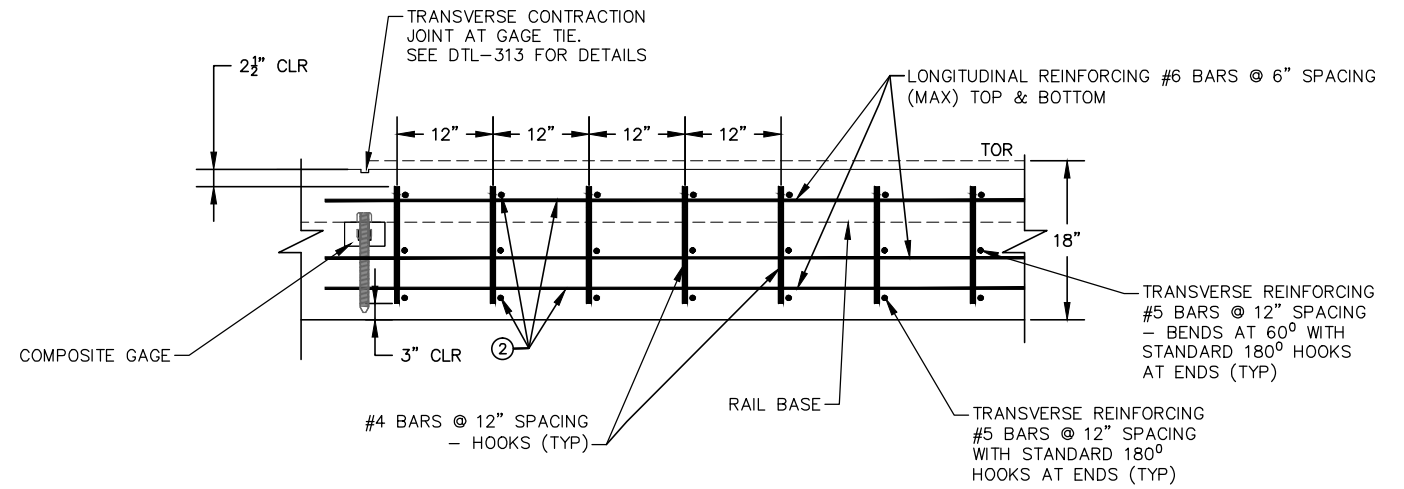 TRANSVERSE CONTRACTION
JOINT AT GAGE TIE.
SEE DTL-313 FOR DETAILS
2½" CLR
LONGITUDINAL REINFORCING #6 BARS @ 6" SPACING
(MAX) TOP & BOTTOM
12" 12" 12" 12"
TOR
18"
COMPOSITE GAGE
3" CLR
2
TRANSVERSE REINFORCING
#5 BARS @ 12" SPACING
- BENDS AT 60⁰ WITH
STANDARD 180⁰ HOOKS
AT ENDS (TYP)
RAIL BASE
#4 BARS @ 12" SPACING
- HOOKS (TYP)
TRANSVERSE REINFORCING
#5 BARS @ 12" SPACING
WITH STANDARD 180⁰
HOOKS AT ENDS (TYP)